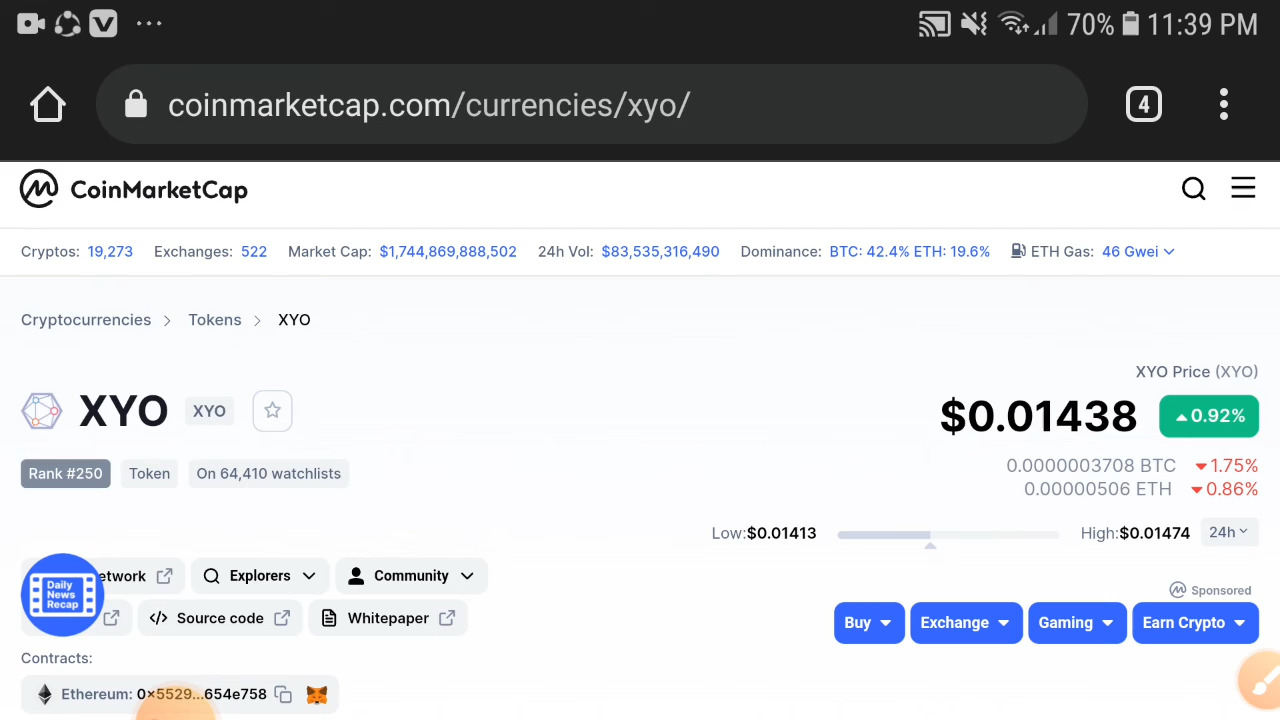 70% 11:39 PM
coinmarketcap.com/currencies/xyo/ 4
CoinMarketCap
Cryptos: 19,273 Exchanges: 522 Market Cap: $1,744,869,888,502 24h Vol: $83,535,316,490 Dominance: BTC: 42.4% ETH: 19.6% ETH Gas: 46 Gwei
Cryptocurrencies > Tokens > XYO
XYO Price (XYO)
XYO XYO $0.01438 0.92%
0.0000003708 BTC 1.75%
Rank #250 Token On 64,410 watchlists
0.00000506 ETH 0.86%
Low:$0.01413 High:$0.01474 24h
etwork Explorers Community
Daily
News
Recap
Sponsored
Source code Whitepaper
Buy Exchange Gaming Earn Crypto
Contracts:
Ethereum: 0x5529...654e758